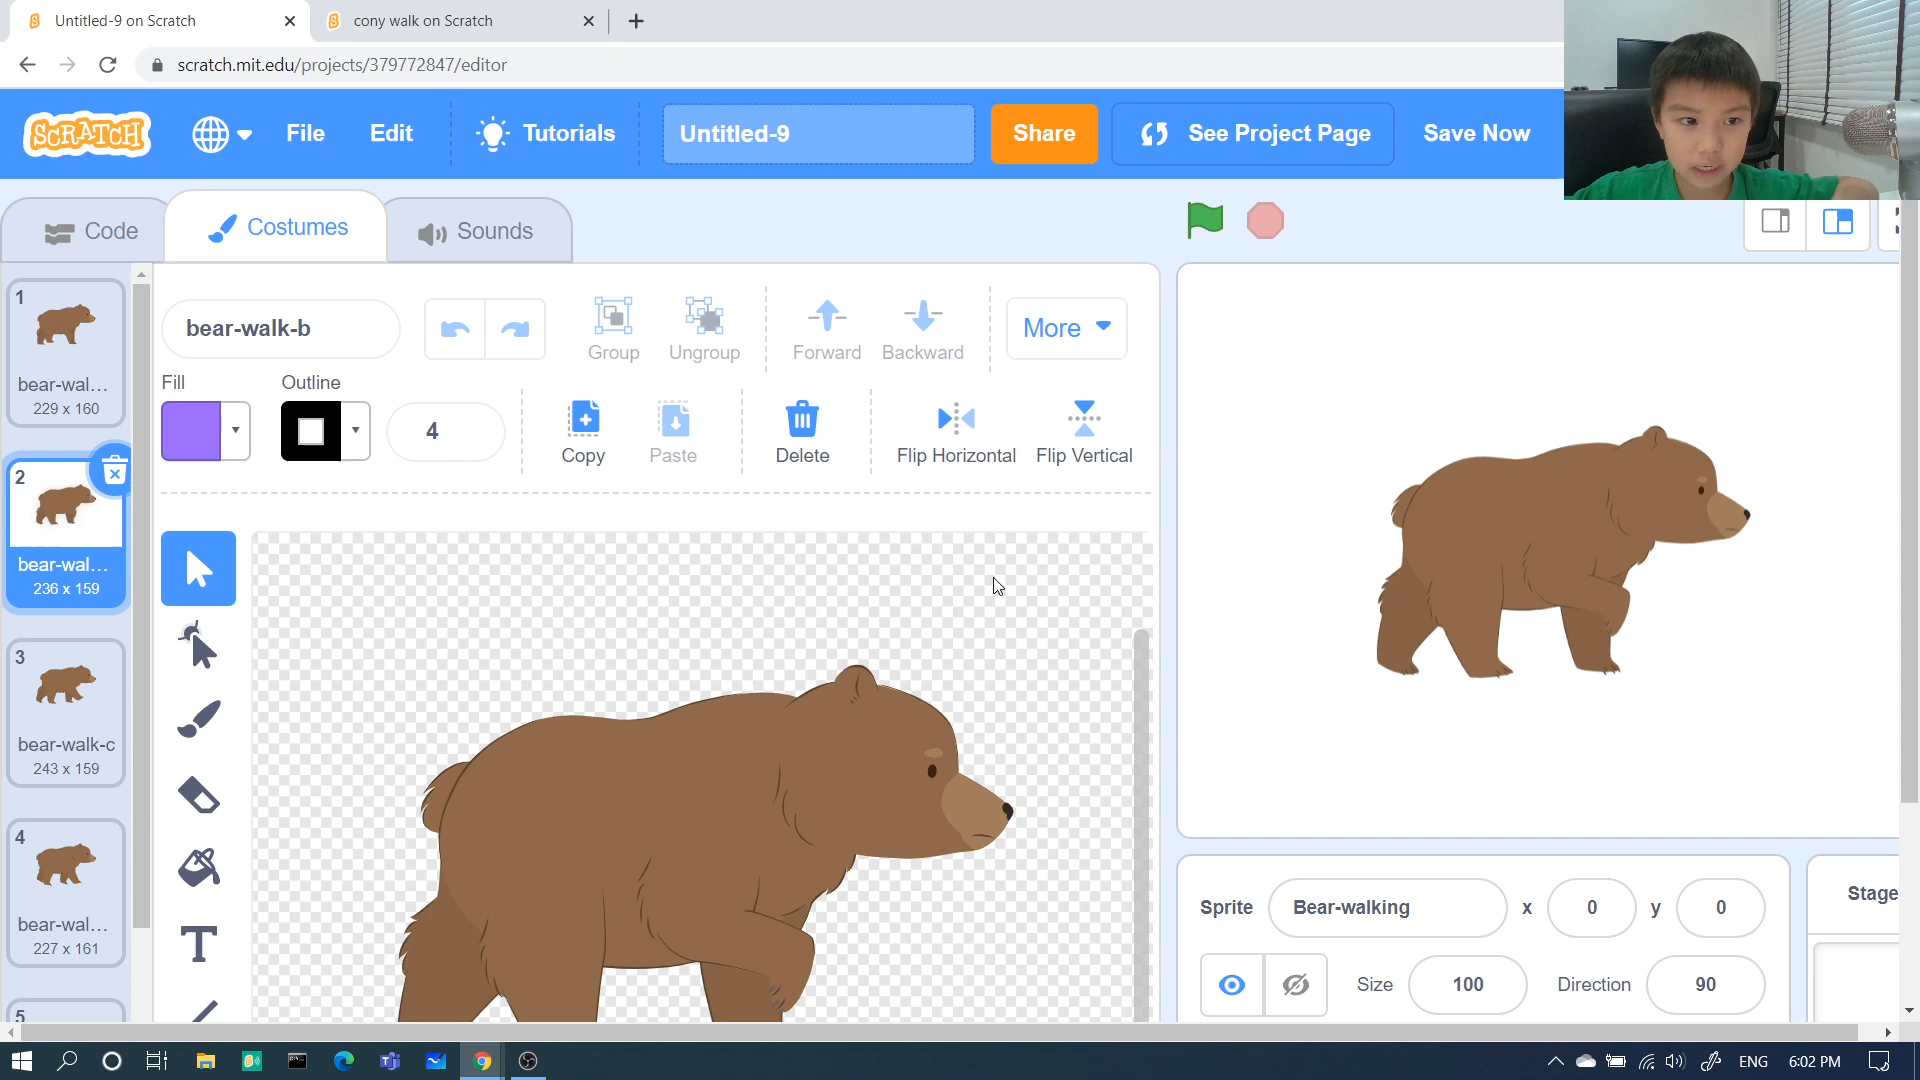 Untitled-9 on Scratch
cony walk on Scratch
scratch.mit.edu/projects/379772847/editor
SCRATCH
File
Edit
Tutorials
Untitled-9
Share
See Project Page
Save Now
Code
Costumes
Sounds
1
bear-wal...
229 x 160
2
bear-wal...
236 x 159
3
bear-walk-c
243 x 159
4
bear-wal...
227 x 161
5
bear-walk-b
Group
Ungroup
Forward
Backward
More
Fill
Outline
4
Copy
Paste
Delete
Flip Horizontal
Flip Vertical
T
Sprite
Bear-walking
x
0
y
0
Size
100
Direction
90
Stage
ENG
6:02 PM